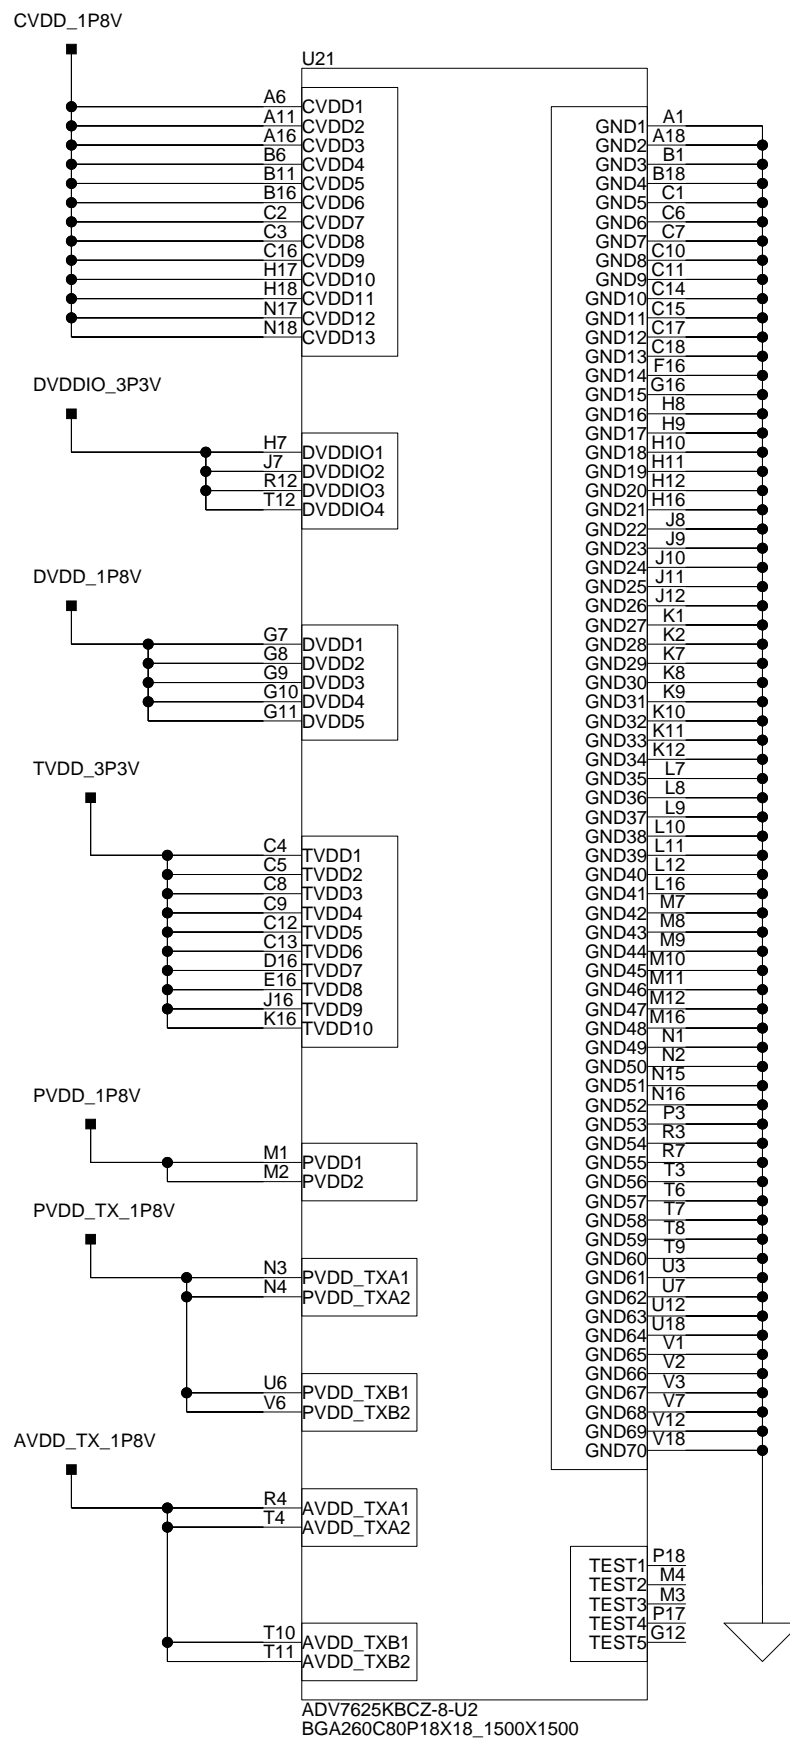 CVDD_1P8V
U21
A6 CVDD1
A11 CVDD2
A16 CVDD3
B6 CVDD4
B11 CVDD5
B16 CVDD6
C2 CVDD7
C3 CVDD8
C16 CVDD9
H17 CVDD10
H18 CVDD11
N17 CVDD12
N18 CVDD13
DVDDIO_3P3V
H7 DVDDIO1
J7 DVDDIO2
R12 DVDDIO3
T12 DVDDIO4
DVDD_1P8V
G7 DVDD1
G8 DVDD2
G9 DVDD3
G10 DVDD4
G11 DVDD5
TVDD_3P3V
C4 TVDD1
C5 TVDD2
C8 TVDD3
C9 TVDD4
C12 TVDD5
C13 TVDD6
D16 TVDD7
E16 TVDD8
J16 TVDD9
K16 TVDD10
PVDD_1P8V
M1 PVDD1
M2 PVDD2
PVDD_TX_1P8V
N3 PVDD_TXA1
N4 PVDD_TXA2
U6 PVDD_TXB1
V6 PVDD_TXB2
AVDD_TX_1P8V
R4 AVDD_TXA1
T4 AVDD_TXA2
T10 AVDD_TXB1
T11 AVDD_TXB2
GND1 A1
GND2 A18
GND3 B1
GND4 B18
GND5 C1
GND6 C6
GND7 C7
GND8 C10
GND9 C11
GND10 C14
GND11 C15
GND12 C17
GND13 C18
GND14 F16
GND15 G16
GND16 H8
GND17 H9
GND18 H10
GND19 H11
GND20 H12
GND21 H16
GND22 J8
GND23 J9
GND24 J10
GND25 J11
GND26 J12
GND27 K1
GND28 K2
GND29 K7
GND30 K8
GND31 K9
GND32 K10
GND33 K11
GND34 K12
GND35 L7
GND36 L8
GND37 L9
GND38 L10
GND39 L11
GND40 L12
GND41 L16
GND42 M7
GND43 M8
GND44 M9
GND45 M10
GND46 M11
GND47 M12
GND48 M16
GND49 N1
GND50 N2
GND51 N15
GND52 N16
GND53 P3
GND54 R3
GND55 R7
GND56 T3
GND57 T6
GND58 T7
GND59 T8
GND60 T9
GND61 U3
GND62 U7
GND63 U12
GND64 U18
GND65 V1
GND66 V2
GND67 V3
GND68 V7
GND69 V12
GND70 V18
TEST1 P18
TEST2 M4
TEST3 M3
TEST4 P17
TEST5 G12
ADV7625KBCZ-8-U2
BGA260C80P18X18_1500X1500